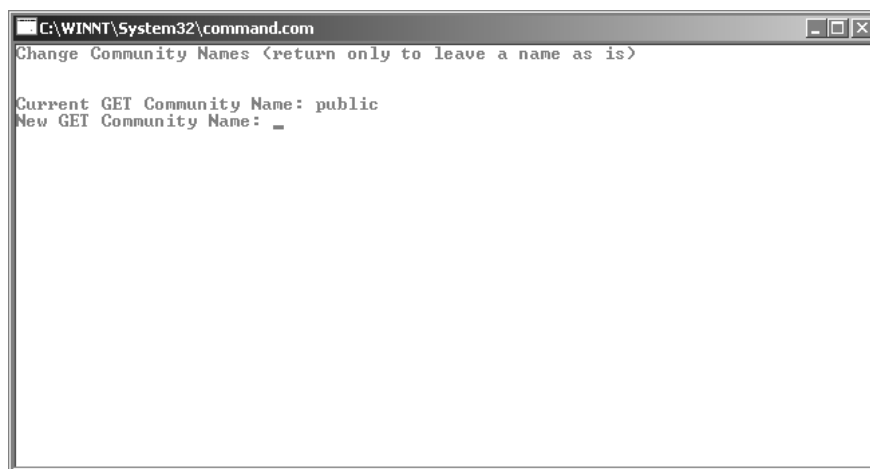 C:\WINNT\System32\command.com
Change Community Names (return only to leave a name as is)
Current GET Community Name: public
New GET Community Name: _